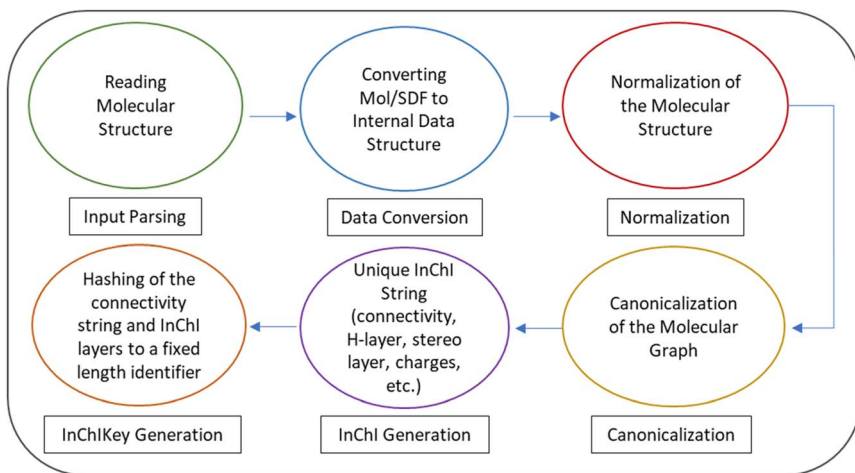 Reading
Molecular
Structure
Converting
Mol/SDF to
Internal Data
Structure
Normalization of
the Molecular
Structure
Input Parsing
Data Conversion
Normalization
Hashing of the
connectivity
string and InChI
layers to a fixed
length identifier
Unique InChI
String
(connectivity,
H-layer, stereo
layer, charges,
etc.)
Canonicalization
of the Molecular
Graph
InChIKey Generation
InChI Generation
Canonicalization